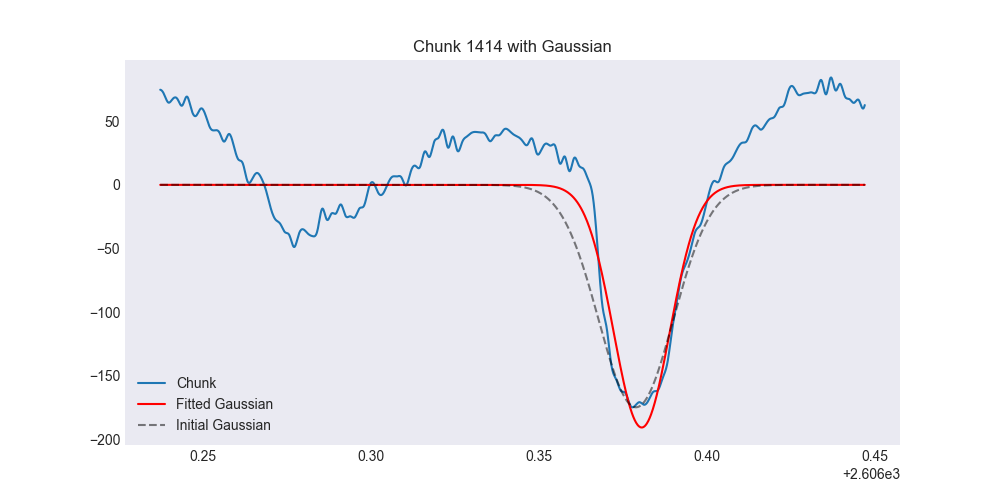 Chunk 1414 with Gaussian
50
0
−50
−100
−150
−200
Chunk
Fitted Gaussian
Initial Gaussian
0.25
0.30
0.35
0.40
0.45
+2.606e3